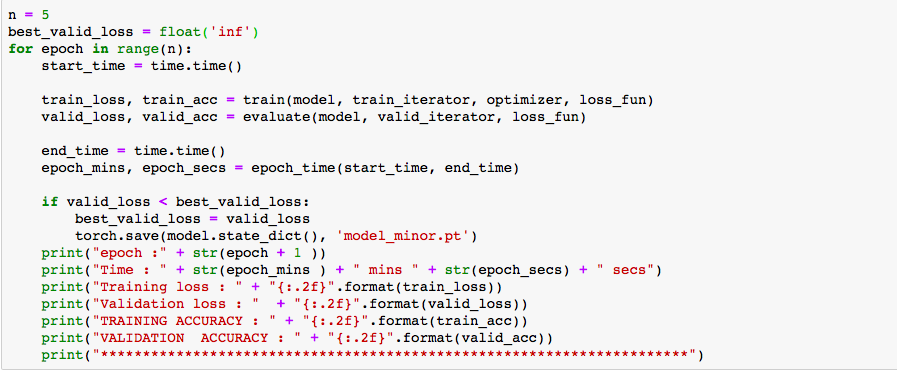 n = 5
best_valid_loss = float('inf')
for epoch in range(n):
    start_time = time.time()

    train_loss, train_acc = train(model, train_iterator, optimizer, loss_fun)
    valid_loss, valid_acc = evaluate(model, valid_iterator, loss_fun)

    end_time = time.time()
    epoch_mins, epoch_secs = epoch_time(start_time, end_time)

    if valid_loss < best_valid_loss:
        best_valid_loss = valid_loss
        torch.save(model.state_dict(), 'model_minor.pt')
    print("epoch :" + str(epoch + 1 ))
    print("Time : " + str(epoch_mins ) + " mins " + str(epoch_secs) + " secs")
    print("Training loss : " + "{:.2f}".format(train_loss))
    print("Validation loss : "  + "{:.2f}".format(valid_loss))
    print("TRAINING ACCURACY : " + "{:.2f}".format(train_acc))
    print("VALIDATION  ACCURACY : " + "{:.2f}".format(valid_acc))
    print("**********************************************************************")